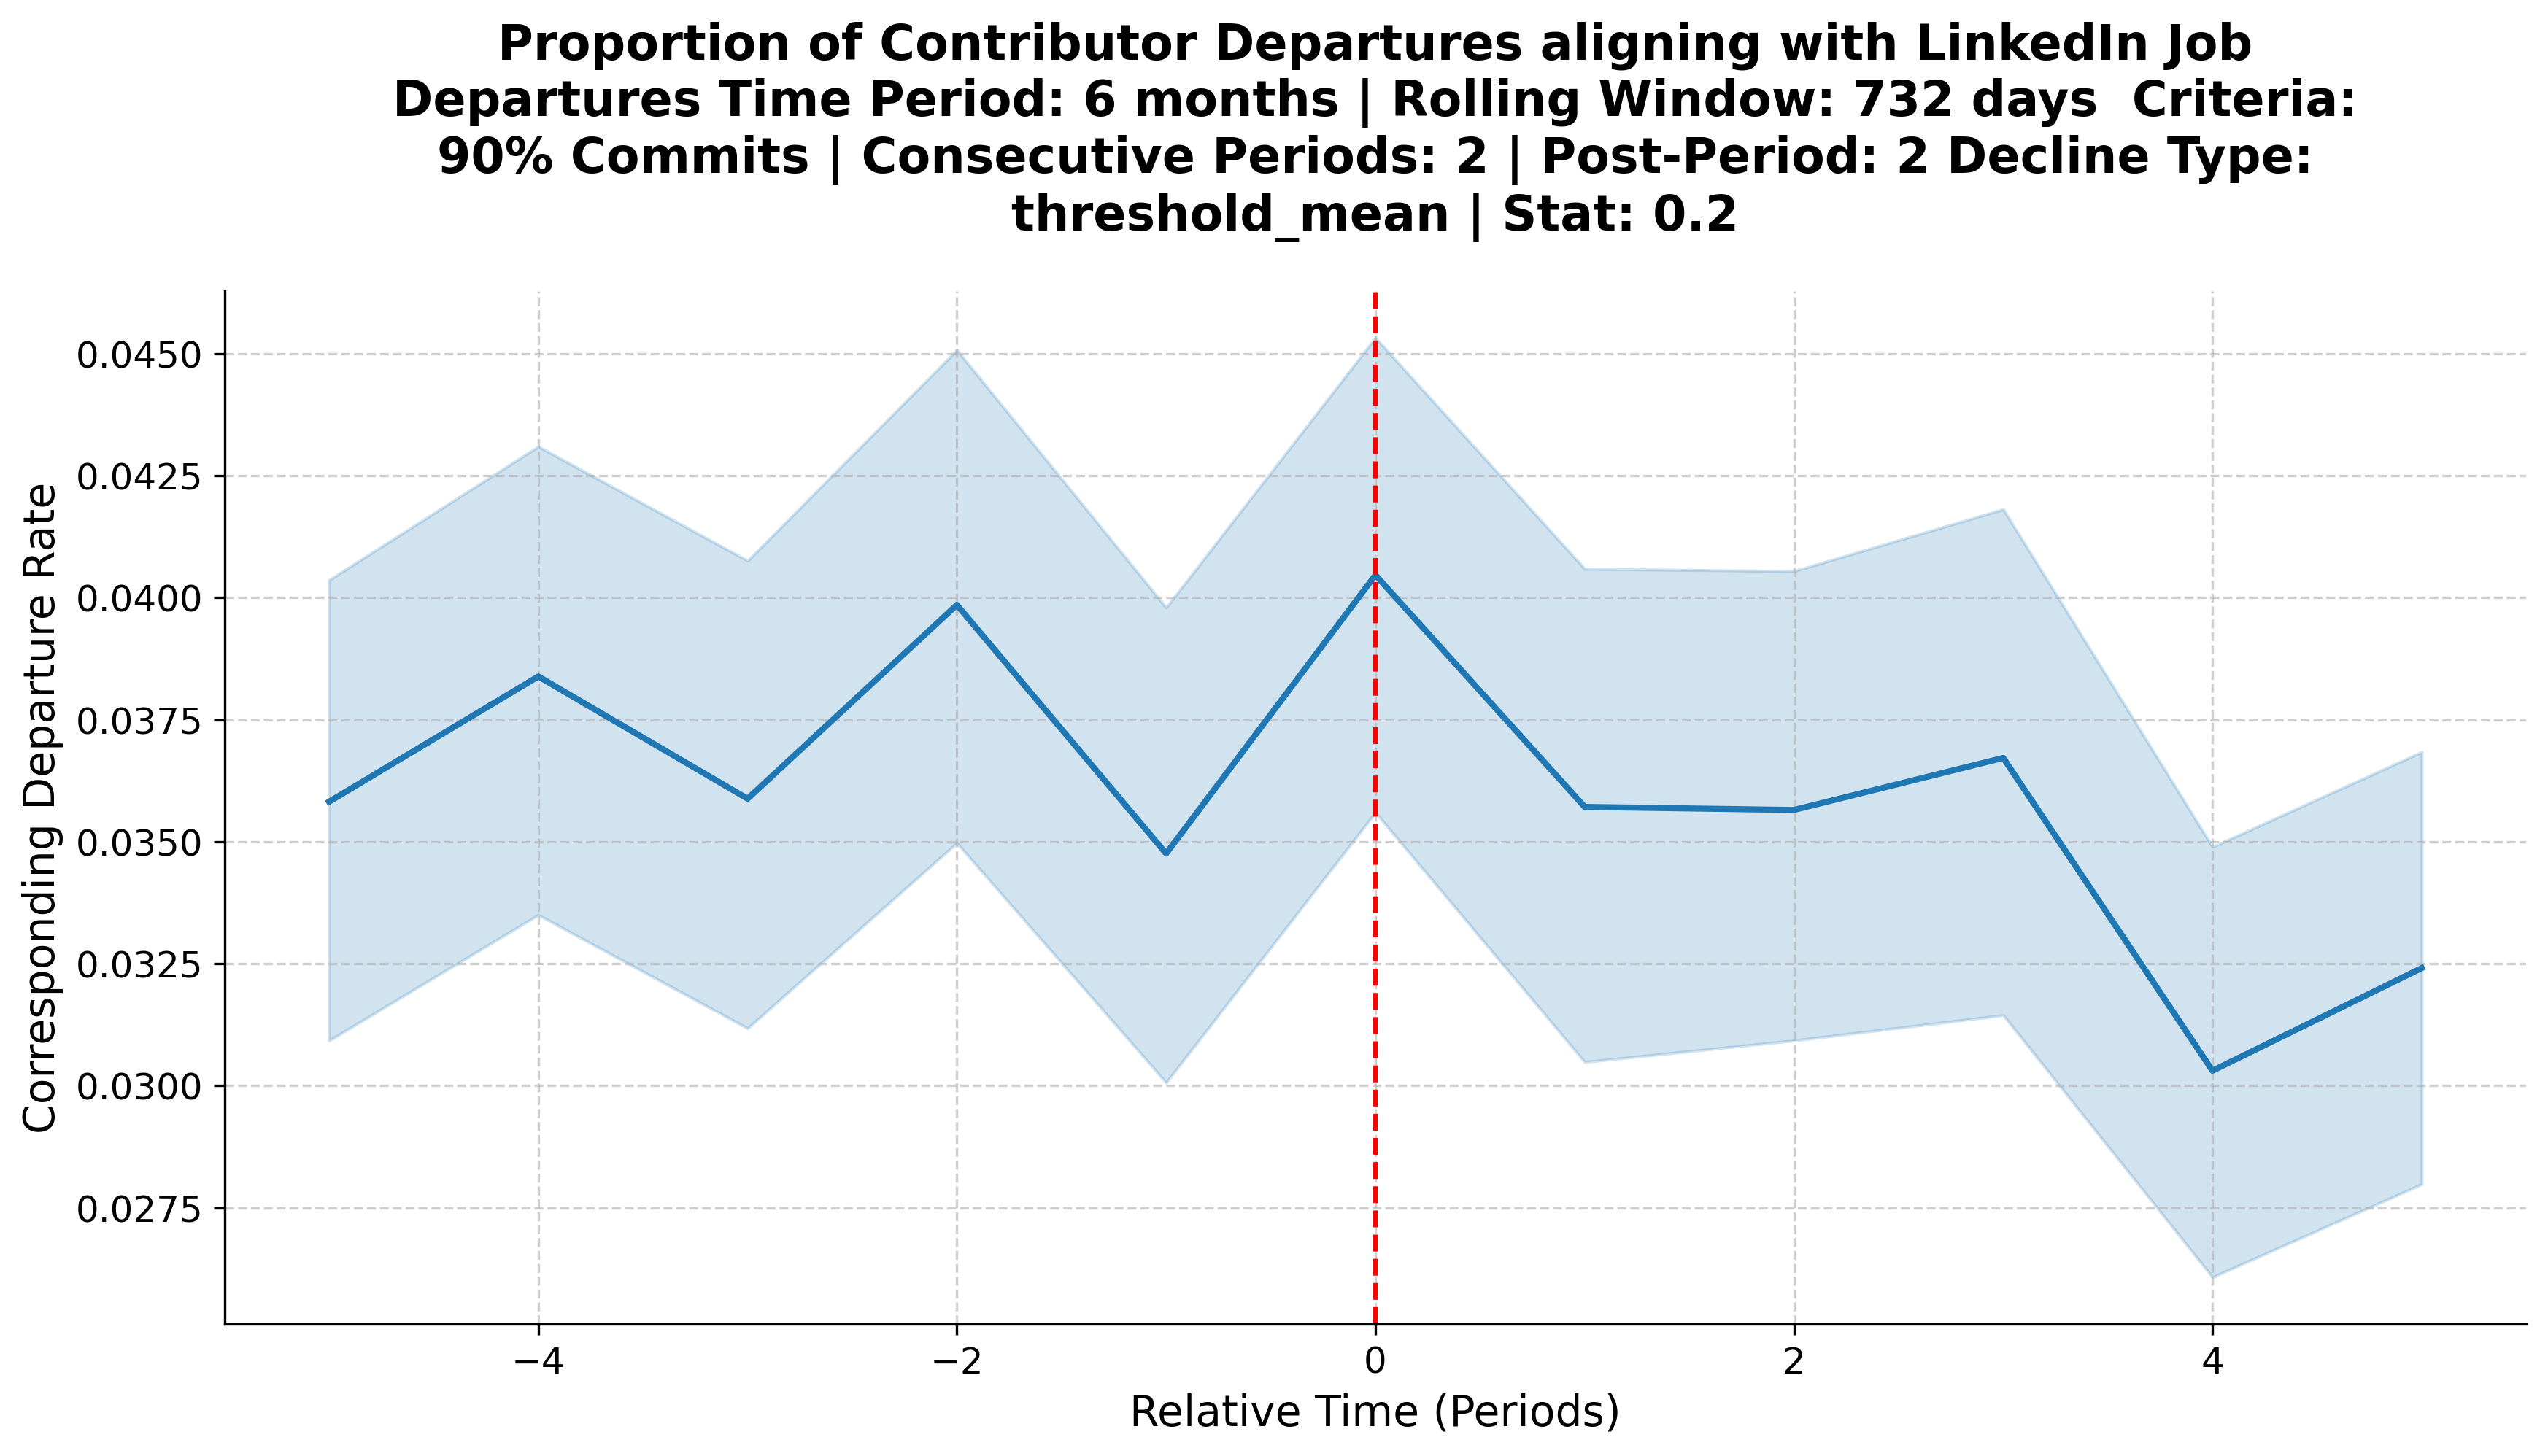 Proportion of Contributor Departures aligning with LinkedIn Job
Departures Time Period: 6 months | Rolling Window: 732 days  Criteria:
90% Commits | Consecutive Periods: 2 | Post-Period: 2 Decline Type:
threshold_mean | Stat: 0.2
Corresponding Departure Rate
0.0450
0.0425
0.0400
0.0375
0.0350
0.0325
0.0300
0.0275
−4
−2
0
2
4
Relative Time (Periods)